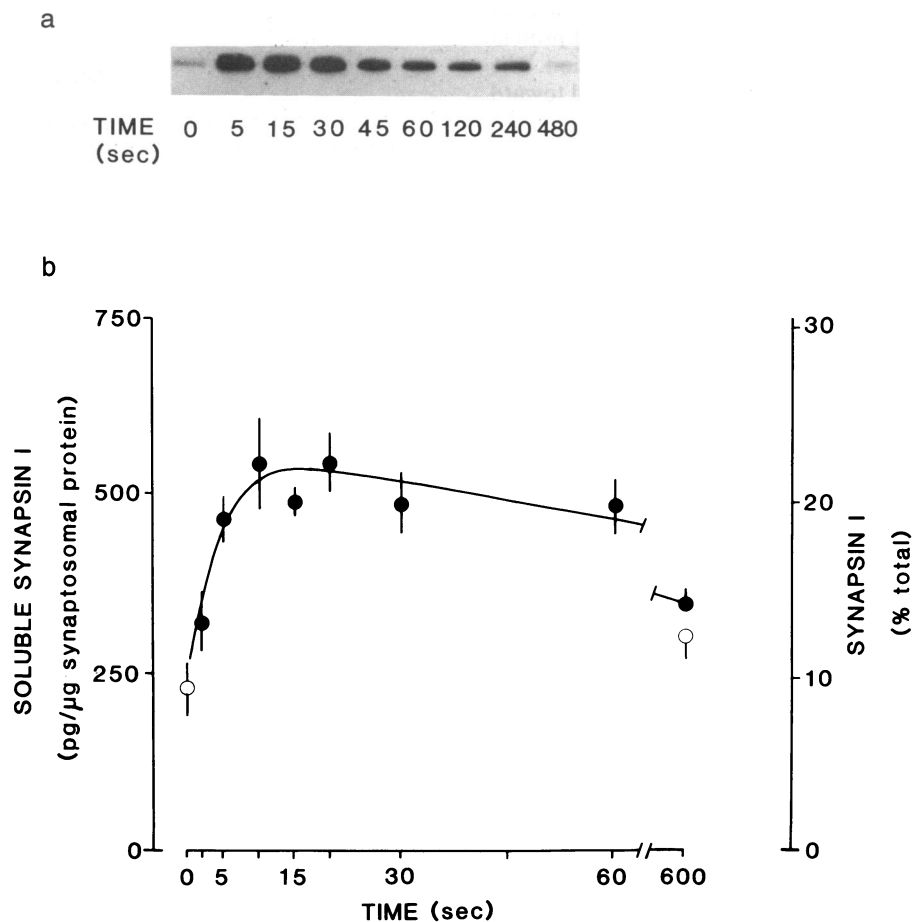 a
TIME 0 5 15 30 45 60 120 240 480
(sec)
b
SOLUBLE SYNAPSIN I
(pg/µg synaptosomal protein)
750
500
250
0
30
20
10
0
SYNAPSIN I
(% total)
0 5 15 30 60 600
TIME (sec)